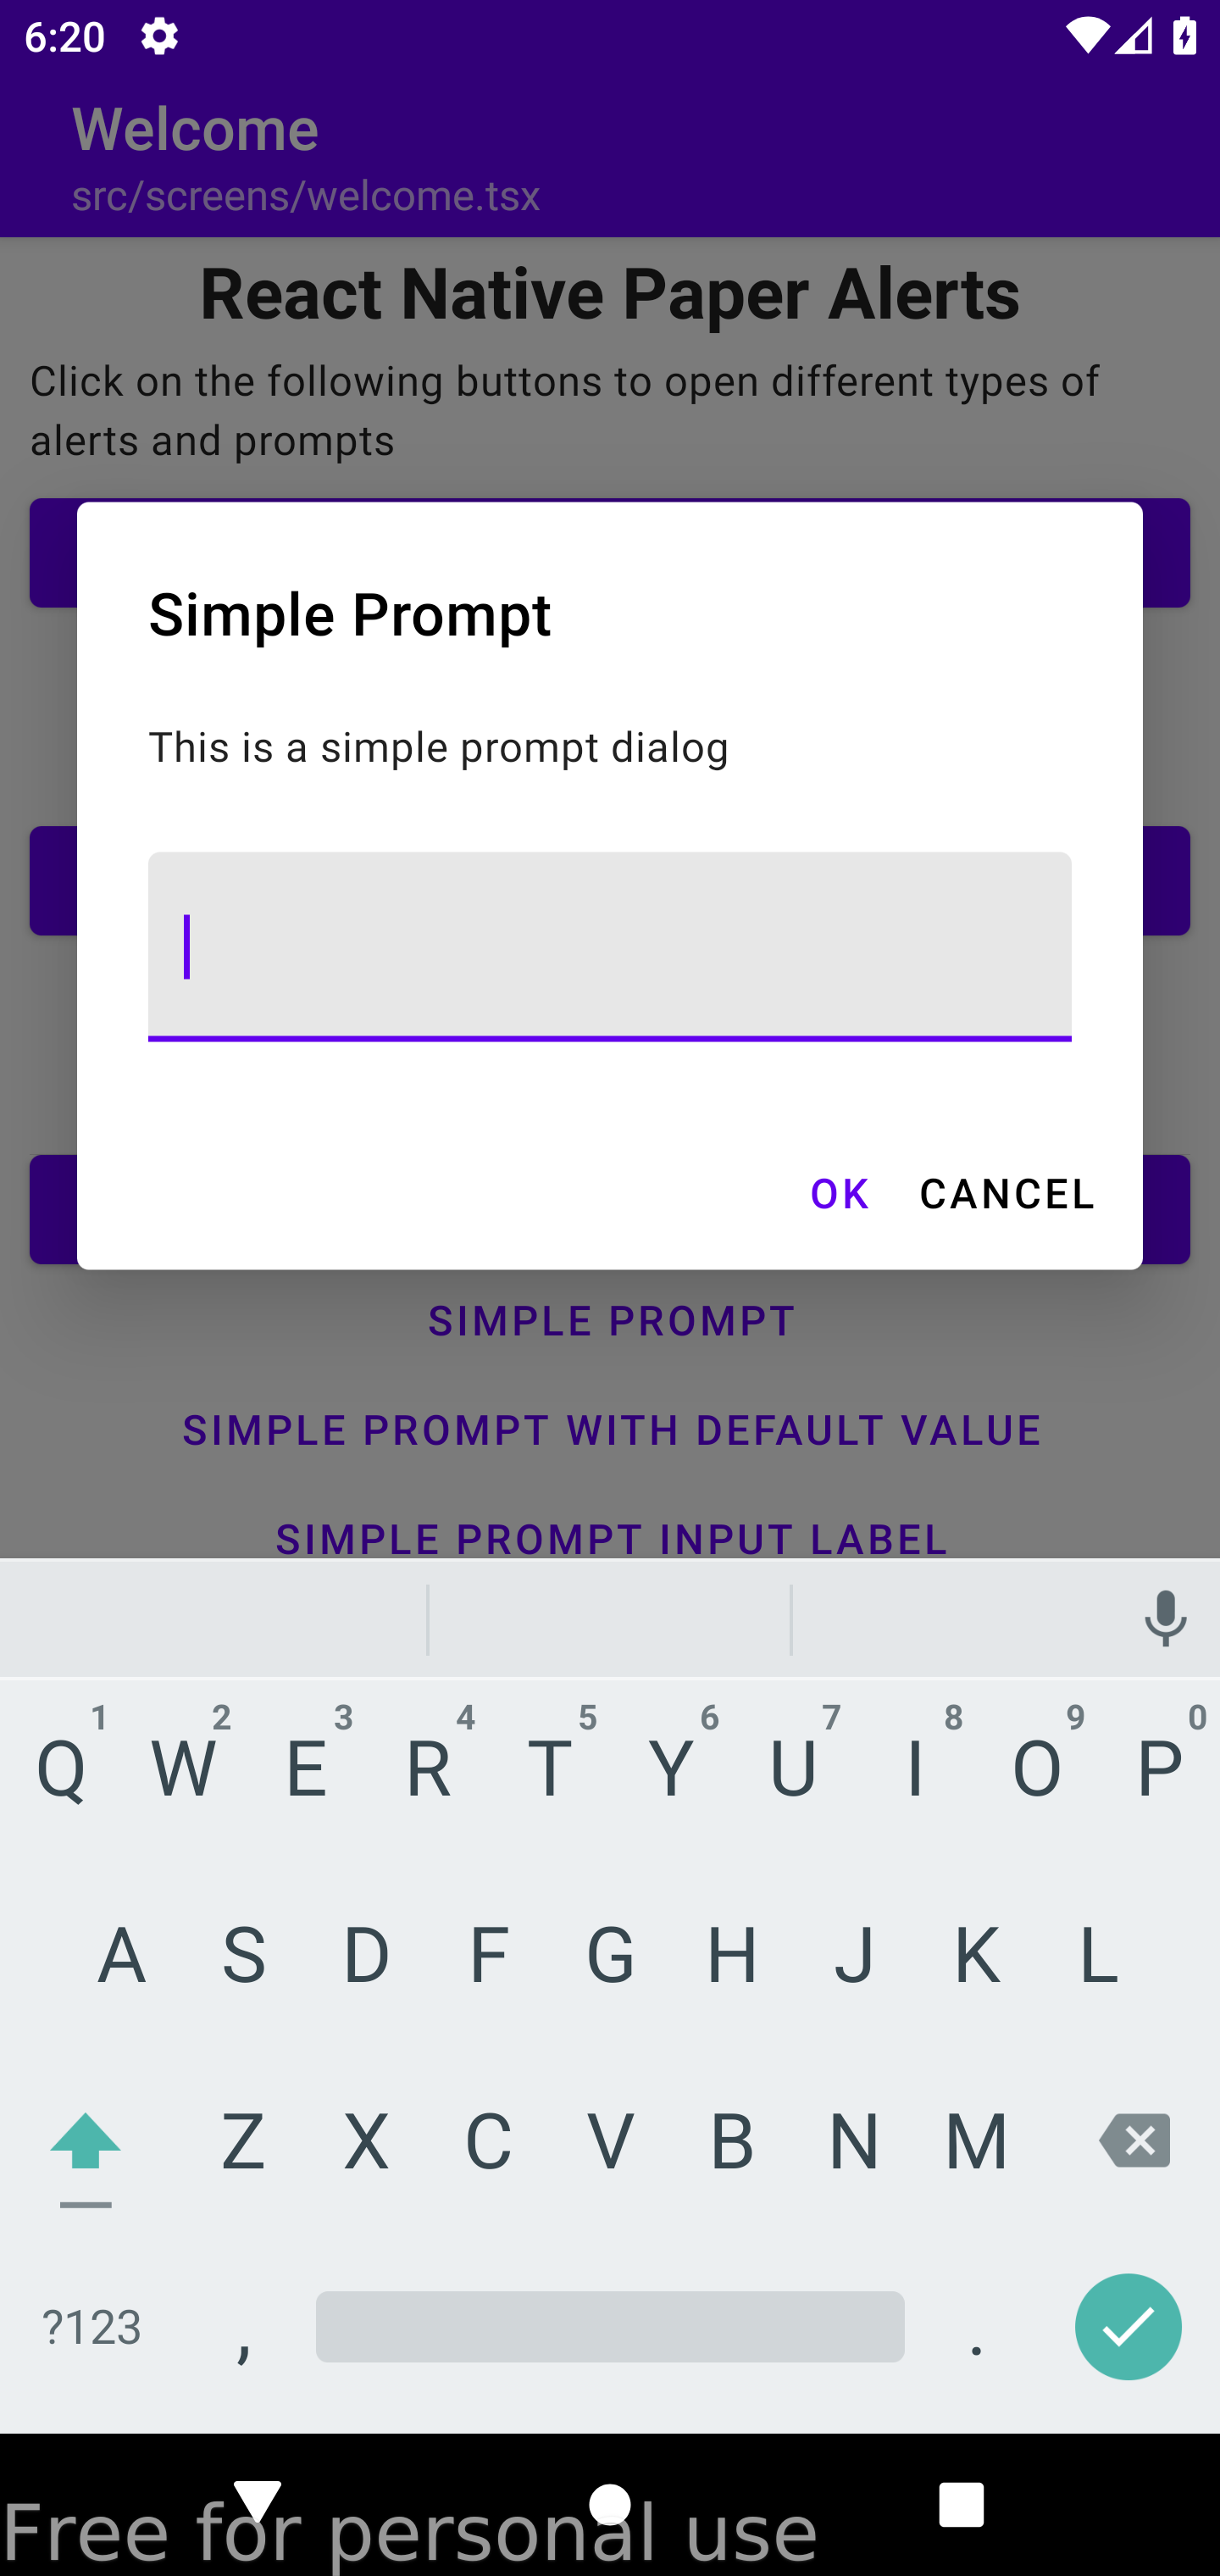 6:20
Welcome
src/screens/welcome.tsx
React Native Paper Alerts
Click on the following buttons to open different types of
alerts and prompts
Simple Prompt
This is a simple prompt dialog
OK CANCEL
SIMPLE PROMPT
SIMPLE PROMPT WITH DEFAULT VALUE
SIMPLE PROMPT INPUT LABEL
1 2 3 4 5 6 7 8 9 0
Q W E R T Y U I O P
A S D F G H J K L
Z X C V B N M
?123 , .
Free for personal use